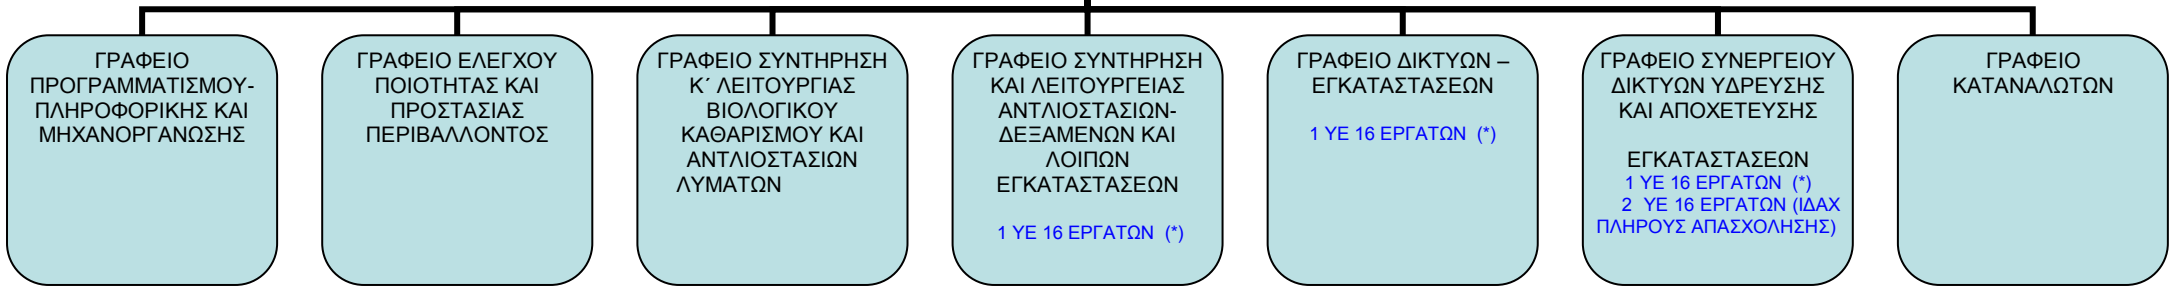 ΓΡΑΦΕΙΟ
ΠΡΟΓΡΑΜΜΑΤΙΣΜΟΥ-
ΠΛΗΡΟΦΟΡΙΚΗΣ ΚΑΙ
ΜΗΧΑΝΟΡΓΑΝΩΣΗΣ
ΓΡΑΦΕΙΟ ΕΛΕΓΧΟΥ
ΠΟΙΟΤΗΤΑΣ ΚΑΙ
ΠΡΟΣΤΑΣΙΑΣ
ΠΕΡΙΒΑΛΛΟΝΤΟΣ
ΓΡΑΦΕΙΟ ΣΥΝΤΗΡΗΣΗ
Κ΄ ΛΕΙΤΟΥΡΓΙΑΣ
ΒΙΟΛΟΓΙΚΟΥ
ΚΑΘΑΡΙΣΜΟΥ ΚΑΙ
ΑΝΤΛΙΟΣΤΑΣΙΩΝ
ΛΥΜΑΤΩΝ
ΓΡΑΦΕΙΟ ΣΥΝΤΗΡΗΣΗ
ΚΑΙ ΛΕΙΤΟΥΡΓΕΙΑΣ
ΑΝΤΛΙΟΣΤΑΣΙΩΝ-
ΔΕΞΑΜΕΝΩΝ ΚΑΙ
ΛΟΙΠΩΝ
ΕΓΚΑΤΑΣΤΑΣΕΩΝ
1 ΥΕ 16 ΕΡΓΑΤΩΝ (*)
ΓΡΑΦΕΙΟ ΔΙΚΤΥΩΝ –
ΕΓΚΑΤΑΣΤΑΣΕΩΝ
1 ΥΕ 16 ΕΡΓΑΤΩΝ (*)
ΓΡΑΦΕΙΟ ΣΥΝΕΡΓΕΙΟΥ
ΔΙΚΤΥΩΝ ΥΔΡΕΥΣΗΣ
ΚΑΙ ΑΠΟΧΕΤΕΥΣΗΣ
ΕΓΚΑΤΑΣΤΑΣΕΩΝ
1 ΥΕ 16 ΕΡΓΑΤΩΝ (*)
2 ΥΕ 16 ΕΡΓΑΤΩΝ (ΙΔΑΧ
ΠΛΗΡΟΥΣ ΑΠΑΣΧΟΛΗΣΗΣ)
ΓΡΑΦΕΙΟ
ΚΑΤΑΝΑΛΩΤΩΝ